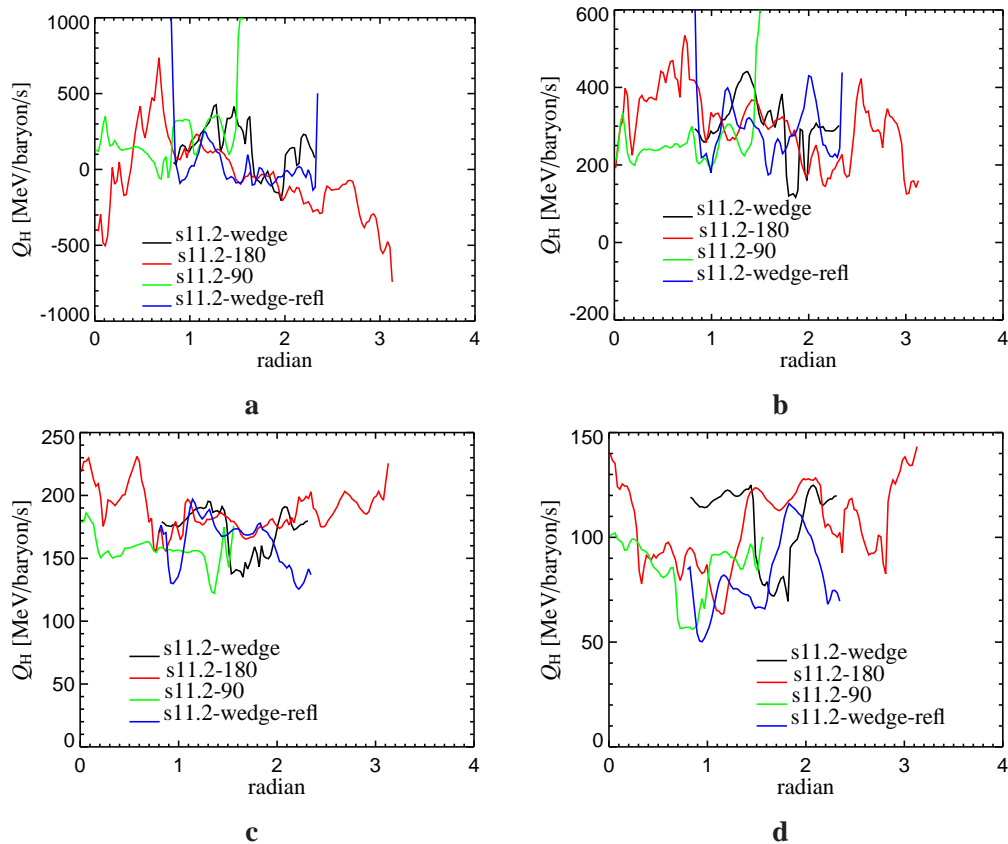 1000
500
0
-500
-1000
Q_H [MeV/baryon/s]
s11.2-wedge
s11.2-180
s11.2-90
s11.2-wedge-refl
0 1 2 3 4
radian
a
600
400
200
0
-200
Q_H [MeV/baryon/s]
s11.2-wedge
s11.2-180
s11.2-90
s11.2-wedge-refl
0 1 2 3 4
radian
b
250
200
150
100
50
0
Q_H [MeV/baryon/s]
s11.2-wedge
s11.2-180
s11.2-90
s11.2-wedge-refl
0 1 2 3 4
radian
c
150
100
50
0
Q_H [MeV/baryon/s]
s11.2-wedge
s11.2-180
s11.2-90
s11.2-wedge-refl
0 1 2 3 4
radian
d